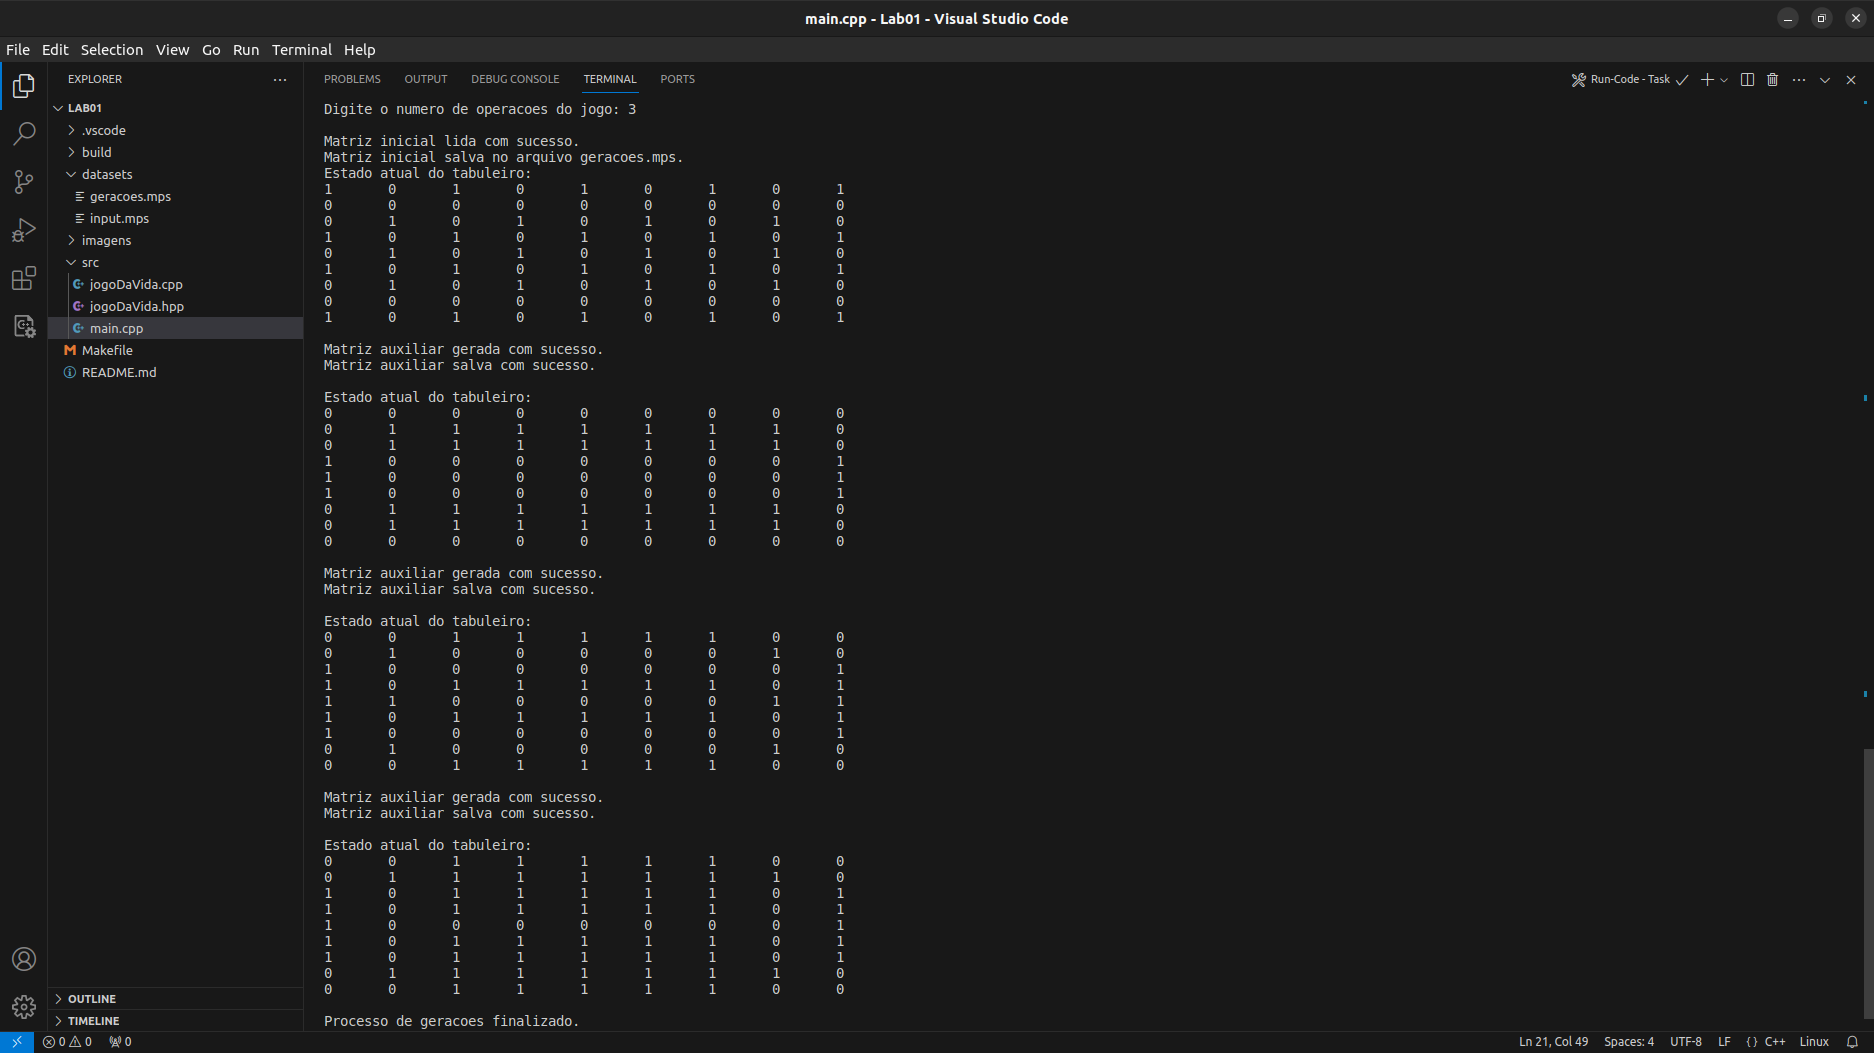 main.cpp - Lab01 - Visual Studio Code
File Edit Selection View Go Run Terminal Help
EXPLORER
LAB01
.vscode
build
datasets
geracoes.mps
input.mps
imagens
src
jogoDaVida.cpp
jogoDaVida.hpp
main.cpp
Makefile
README.md
OUTLINE
TIMELINE
PROBLEMS OUTPUT DEBUG CONSOLE TERMINAL PORTS
Run-Code - Task
Digite o numero de operacoes do jogo: 3
Matriz inicial lida com sucesso.
Matriz inicial salva no arquivo geracoes.mps.
Estado atual do tabuleiro:
1 0 1 0 1 0 1 0 1
0 0 0 0 0 0 0 0 0
0 1 0 1 0 1 0 1 0
1 0 1 0 1 0 1 0 1
0 1 0 1 0 1 0 1 0
1 0 1 0 1 0 1 0 1
0 1 0 1 0 1 0 1 0
0 0 0 0 0 0 0 0 0
1 0 1 0 1 0 1 0 1
Matriz auxiliar gerada com sucesso.
Matriz auxiliar salva com sucesso.
Estado atual do tabuleiro:
0 0 0 0 0 0 0 0 0
0 1 1 1 1 1 1 1 0
0 1 1 1 1 1 1 1 0
1 0 0 0 0 0 0 0 1
1 0 0 0 0 0 0 0 1
1 0 0 0 0 0 0 0 1
0 1 1 1 1 1 1 1 0
0 1 1 1 1 1 1 1 0
0 0 0 0 0 0 0 0 0
Matriz auxiliar gerada com sucesso.
Matriz auxiliar salva com sucesso.
Estado atual do tabuleiro:
0 0 1 1 1 1 1 0 0
0 1 0 0 0 0 0 1 0
1 0 0 0 0 0 0 0 1
1 0 1 1 1 1 1 0 1
1 1 0 0 0 0 0 1 1
1 0 1 1 1 1 1 0 1
1 0 0 0 0 0 0 0 1
0 1 0 0 0 0 0 1 0
0 0 1 1 1 1 1 0 0
Matriz auxiliar gerada com sucesso.
Matriz auxiliar salva com sucesso.
Estado atual do tabuleiro:
0 0 1 1 1 1 1 0 0
0 1 1 1 1 1 1 1 0
1 0 1 1 1 1 1 0 1
1 0 1 1 1 1 1 0 1
1 0 0 0 0 0 0 0 1
1 0 1 1 1 1 1 0 1
1 0 1 1 1 1 1 0 1
0 1 1 1 1 1 1 1 0
0 0 1 1 1 1 1 0 0
Processo de geracoes finalizado.
0 0 0 Ln 21, Col 49 Spaces: 4 UTF-8 LF {} C++ Linux